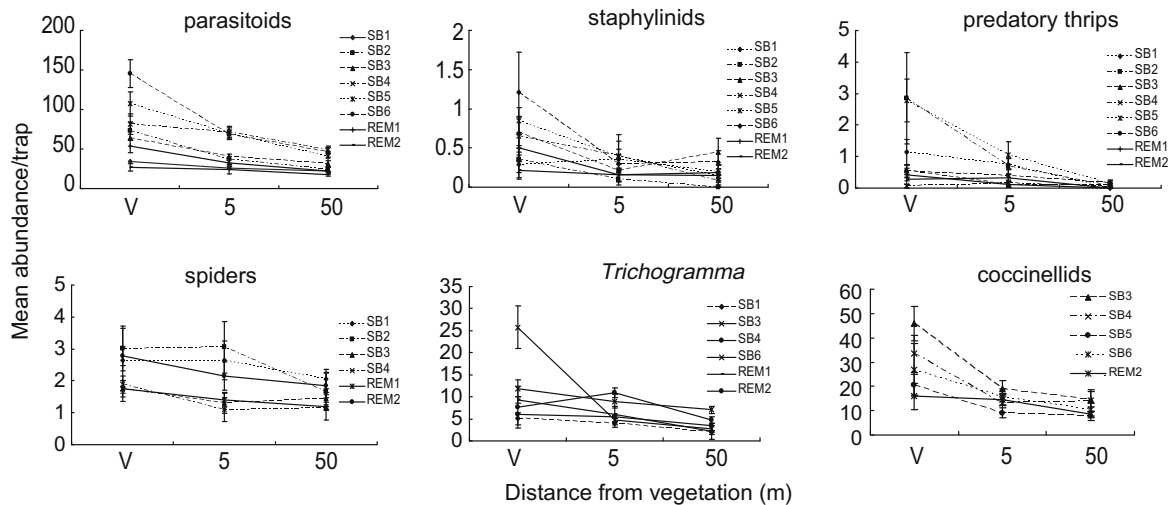 parasitoids
200
150
100
50
0
V 5 50
SB1
SB2
SB3
SB4
SB5
SB6
REM1
REM2
staphylinids
2
1.5
1
0.5
0
V 5 50
SB1
SB2
SB3
SB4
SB5
SB6
REM1
REM2
predatory thrips
5
4
3
2
1
0
V 5 50
SB1
SB2
SB3
SB4
SB5
SB6
REM1
REM2
Mean abundance/trap
spiders
5
4
3
2
1
0
V 5 50
SB1
SB2
SB3
SB4
REM1
REM2
Trichogramma
35
30
25
20
15
10
5
0
V 5 50
SB1
SB3
SB4
SB6
REM1
REM2
coccinellids
60
50
40
30
20
10
0
V 5 50
SB3
SB4
SB5
SB6
REM2
Distance from vegetation (m)